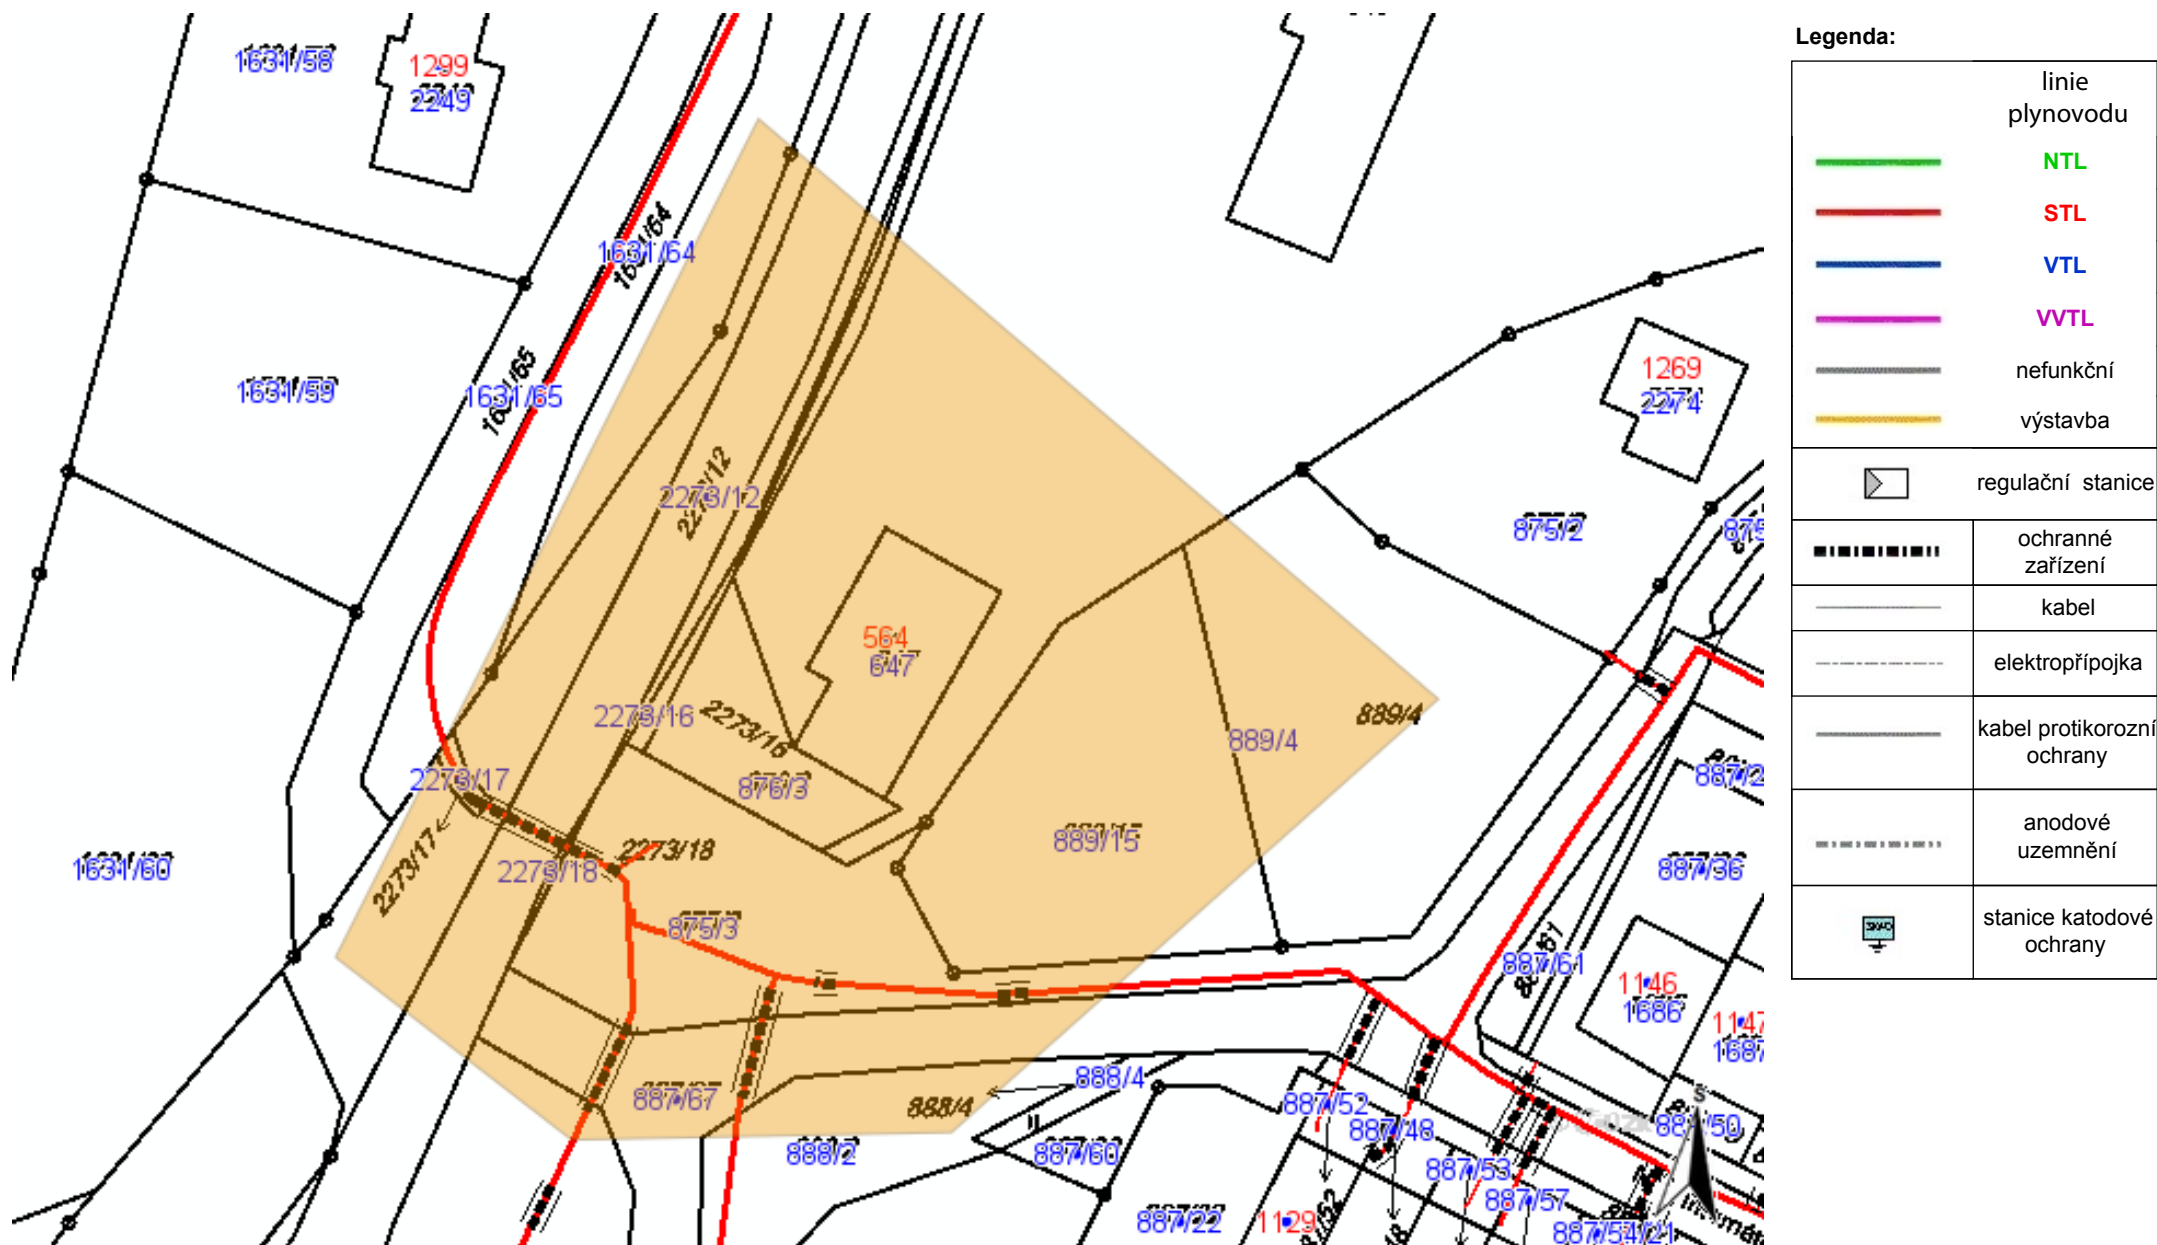 1631/58
1299
2249
1631/64
1631/64
1631/65
1631/65
1631/59
1269
2274
875/2
2273/12
2273/12
564
647
2273/16
2273/16
889/4
889/4
876/3
2273/17
2273/17
889/15
2273/18
2273/18
875/3
1631/60
887/36
887/61
1146
1686
1147
1687
888/4
888/4
887/67
888/2
887/60
887/52
887/48
887/50
887/53
887/57
887/22
1129
887/54
S
Legenda:
linie
plynovodu
NTL
STL
VTL
VVTL
nefunkční
výstavba
regulační stanice
ochranné
zařízení
kabel
elektropřípojka
kabel protikorozní
ochrany
anodové
uzemnění
SKAO
stanice katodové
ochrany